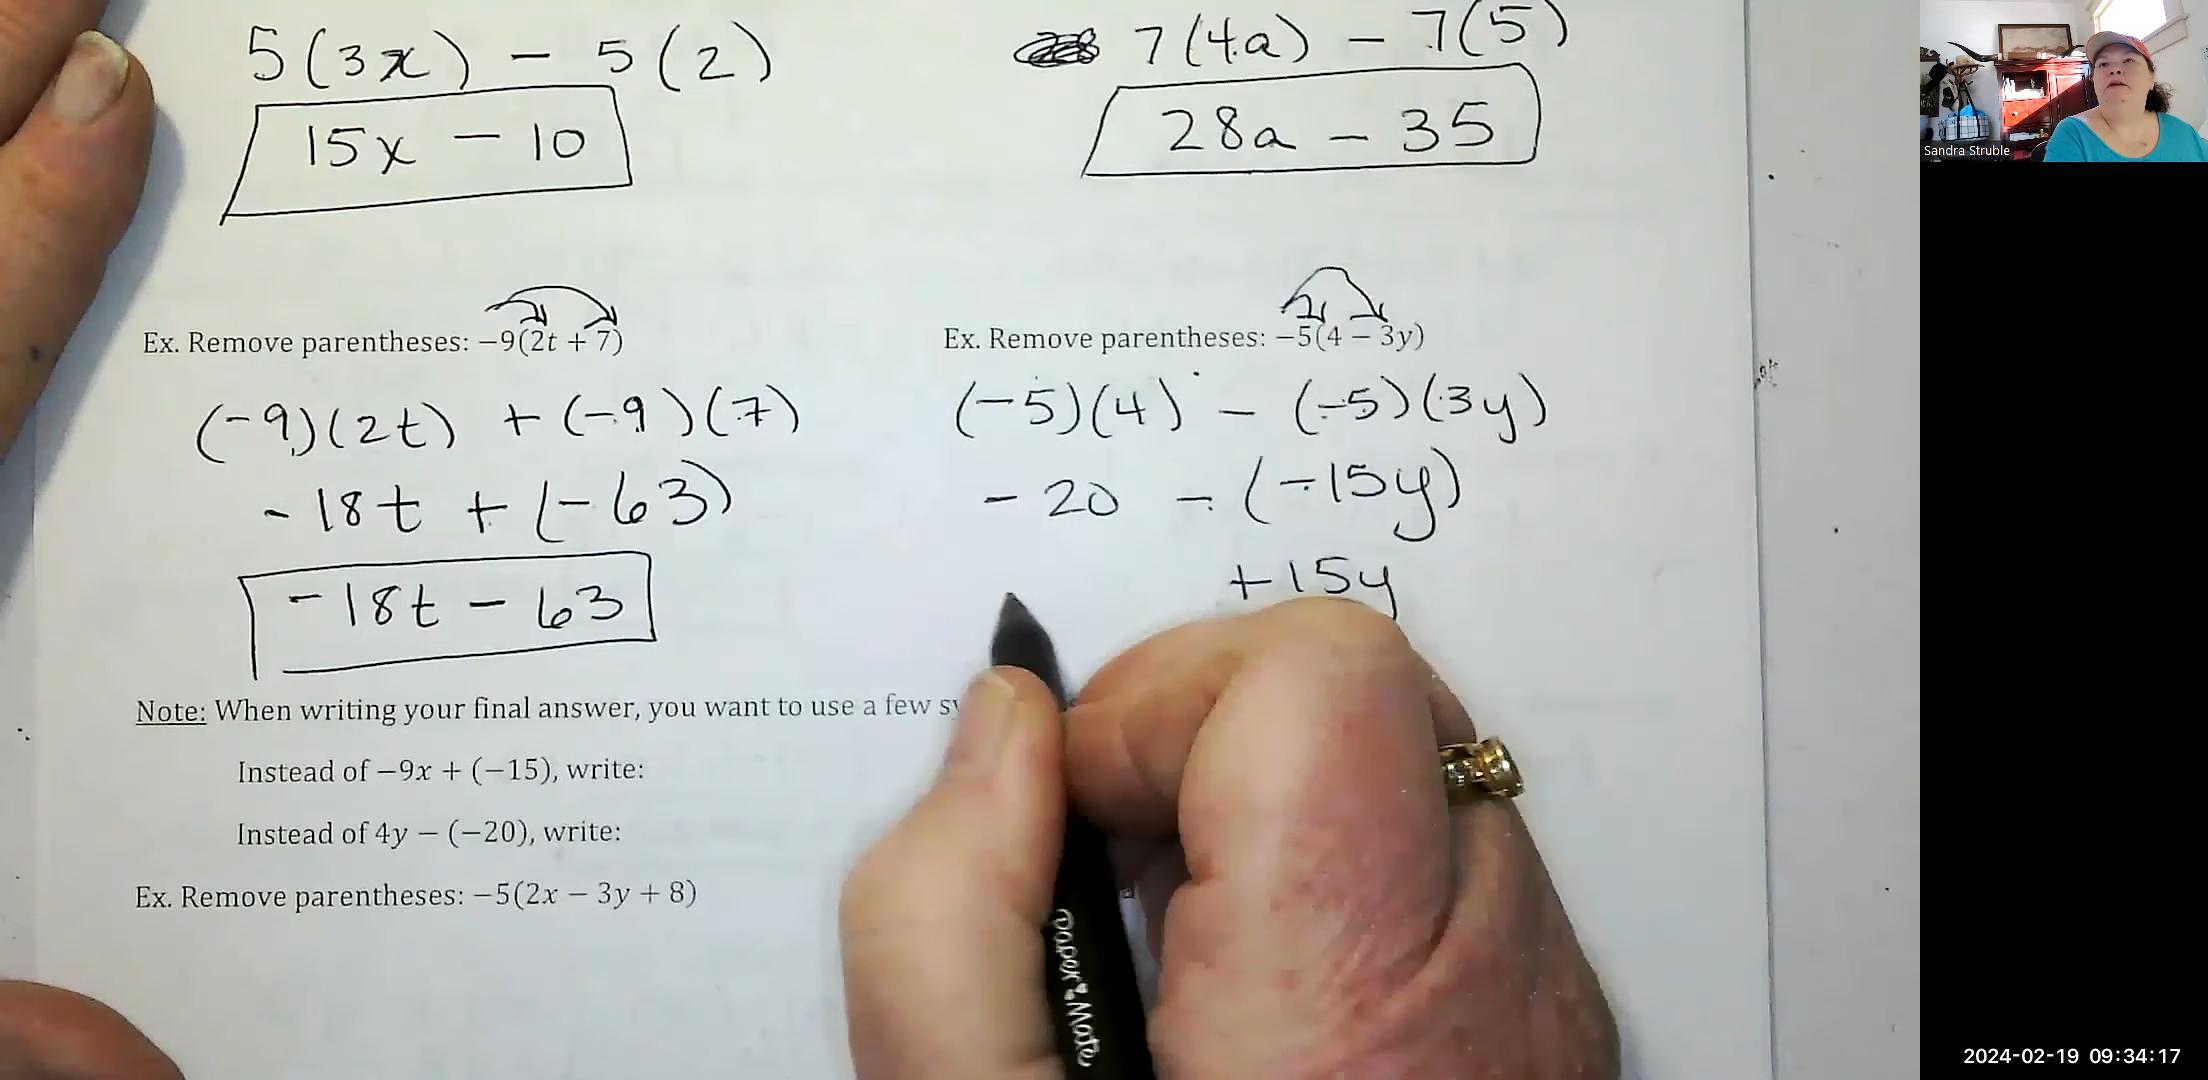 5(3x) - 5(2)
15x - 10
7(4a) - 7(5)
28a - 35
Ex. Remove parentheses: −9(2t + 7)
(-9)(2t) + (-9)(7)
-18t + (-63)
-18t - 63
Ex. Remove parentheses: −5(4 − 3y)
(-5)(4) - (-5)(3y)
-20 - (-15y)
+15y
Note: When writing your final answer, you want to use a few
Instead of −9x + (−15), write:
Instead of 4y − (−20), write:
Ex. Remove parentheses: −5(2x − 3y + 8)
paper:mate
Sandra Struble
2024-02-19 09:34:17